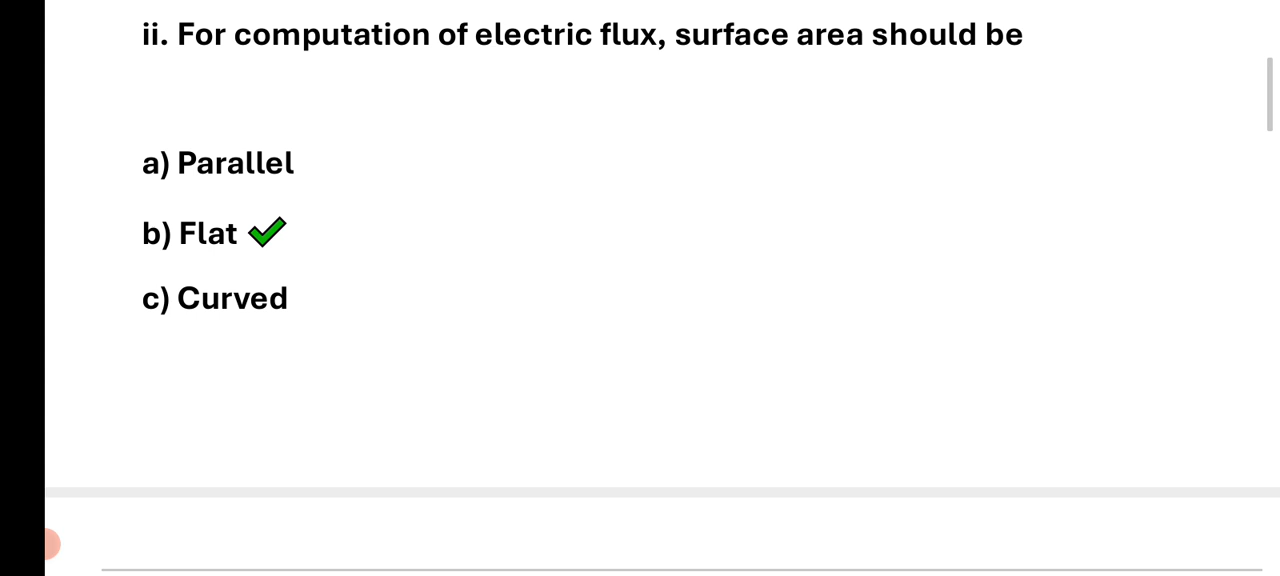 ii. For computation of electric flux, surface area should be
a) Parallel
b) Flat
c) Curved